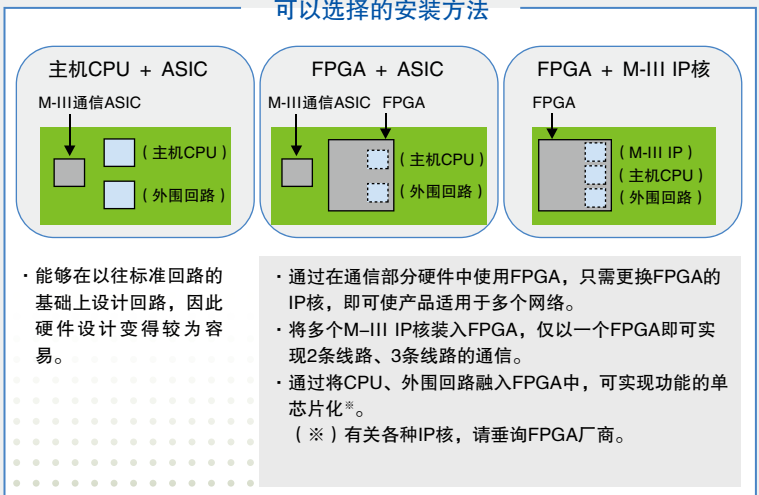 可以选择的安装方法
主机CPU + ASIC
M-III通信ASIC
(主机CPU)
(外围回路)
FPGA + ASIC
M-III通信ASIC FPGA
(主机CPU)
(外围回路)
FPGA + M-III IP核
FPGA
(M-III IP)
(主机CPU)
(外围回路)
·能够在以往标准回路的
基础上设计回路，因此
硬件设计变得较为容
易。
·通过在通信部分硬件中使用FPGA，只需更换FPGA的
IP核，即可使产品适用于多个网络。
·将多个M–III IP核装入FPGA，仅以一个FPGA即可实
现2条线路、3条线路的通信。
·通过将CPU、外围回路融入FPGA中，可实现功能的单
芯片化※。
(※)有关各种IP核，请垂询FPGA厂商。